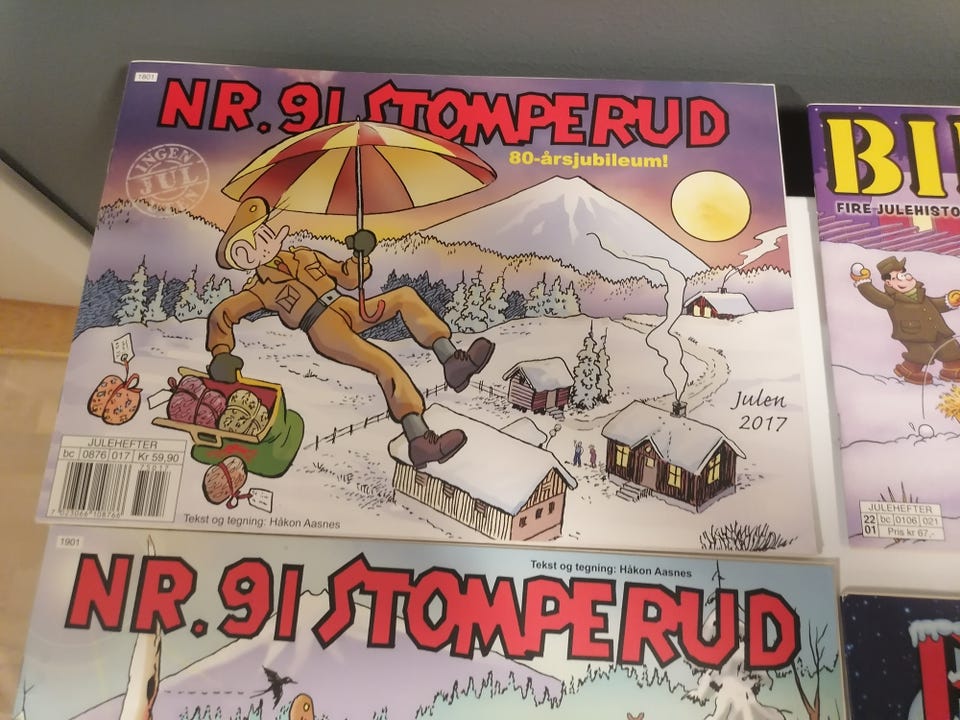 1801
NR. 91 STOMPERUD
80-årsjubileum!
INGEN
JUL
Julen
2017
JULEHEFTER
bc 0876 017 Kr 59,90
Tekst og tegning: Håkon Aasnes
BI
FIRE JULEHISTO
JULEHEFTER
22 bc 0106 021
01 Pris kr 67,-
1901
Tekst og tegning: Håkon Aasnes
NR. 91 STOMPERUD